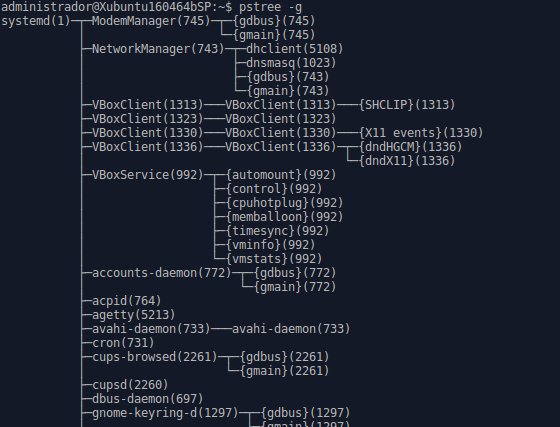 administrador@Xubuntu160464bSP:~$ pstree -g
systemd(1)─┬─ModemManager(745)─┬─{gdbus}(745)
           │                   └─{gmain}(745)
           ├─NetworkManager(743)─┬─dhclient(5108)
           │                     ├─dnsmasq(1023)
           │                     ├─{gdbus}(743)
           │                     └─{gmain}(743)
           ├─VBoxClient(1313)───VBoxClient(1313)───{SHCLIP}(1313)
           ├─VBoxClient(1323)───VBoxClient(1323)
           ├─VBoxClient(1330)───VBoxClient(1330)───{X11 events}(1330)
           ├─VBoxClient(1336)───VBoxClient(1336)─┬─{dndHGCM}(1336)
           │                                     └─{dndX11}(1336)
           ├─VBoxService(992)─┬─{automount}(992)
           │                  ├─{control}(992)
           │                  ├─{cpuhotplug}(992)
           │                  ├─{memballoon}(992)
           │                  ├─{timesync}(992)
           │                  ├─{vminfo}(992)
           │                  └─{vmstats}(992)
           ├─accounts-daemon(772)─┬─{gdbus}(772)
           │                      └─{gmain}(772)
           ├─acpid(764)
           ├─agetty(5213)
           ├─avahi-daemon(733)───avahi-daemon(733)
           ├─cron(731)
           ├─cups-browsed(2261)─┬─{gdbus}(2261)
           │                    └─{gmain}(2261)
           ├─cupsd(2260)
           ├─dbus-daemon(697)
           ├─gnome-keyring-d(1297)─┬─{gdbus}(1297)
           │                       ├─{gmain}(1297)